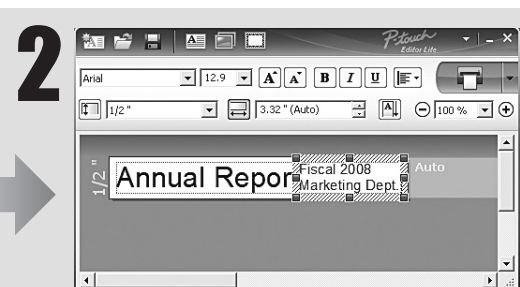 2
P-touch
Editor Lite
Arial
12.9
A A B I U
1/2 "
3.32 " (Auto)
A
100 %
1/2 "
Annual Repor
Fiscal 2008
Marketing Dept.
Auto